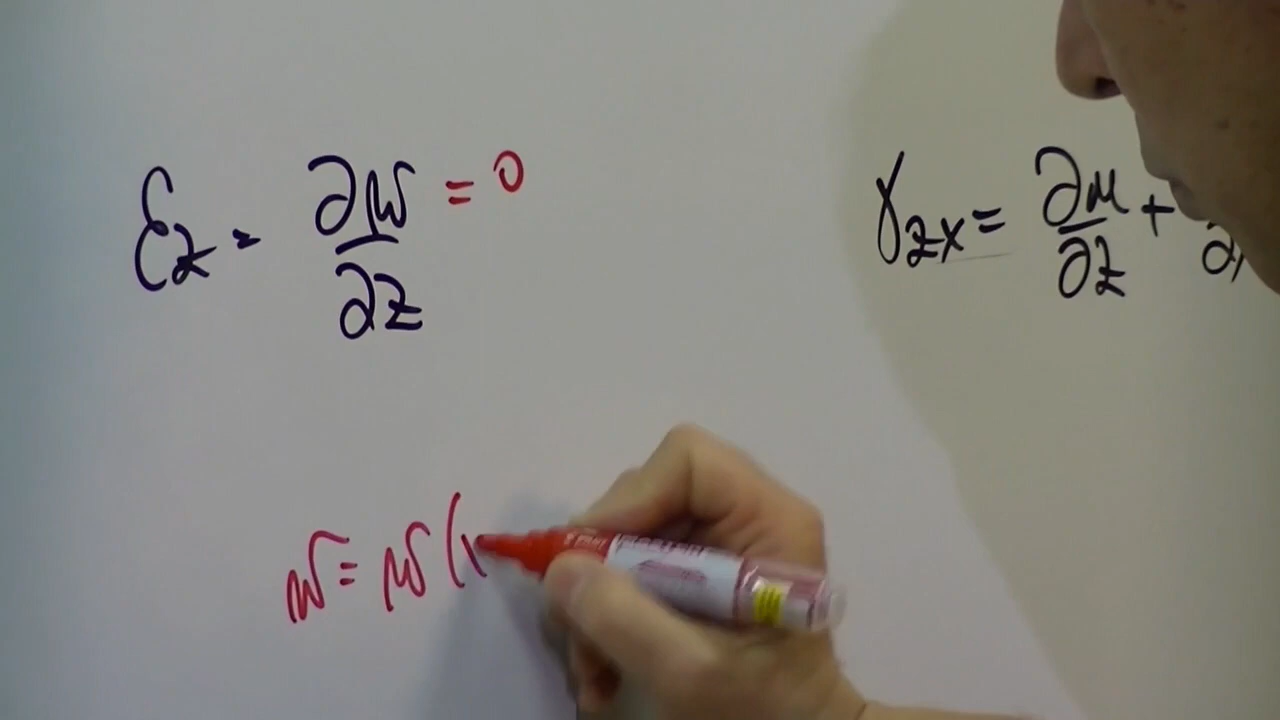 εz = ∂w/∂z = 0
γzx = ∂u/∂z + ∂
w = w (